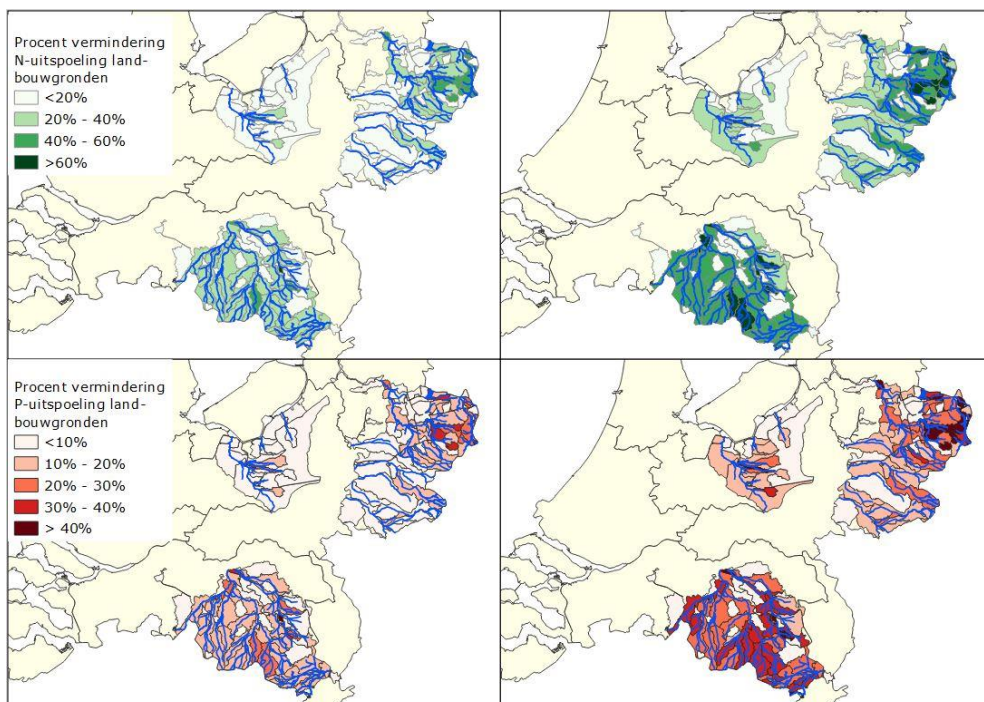 Procent vermindering
N-uitspoeling land-
bouwgronden
<20%
20% - 40%
40% - 60%
>60%
Procent vermindering
P-uitspoeling land-
bouwgronden
<10%
10% - 20%
20% - 30%
30% - 40%
> 40%